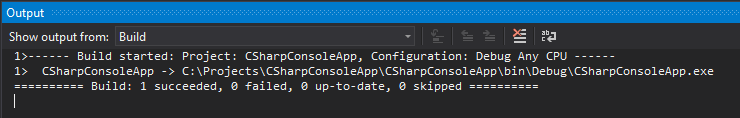 Output
Show output from: Build
1>------ Build started: Project: CSharpConsoleApp, Configuration: Debug Any CPU ------
1>  CSharpConsoleApp -> C:\Projects\CSharpConsoleApp\CSharpConsoleApp\bin\Debug\CSharpConsoleApp.exe
========== Build: 1 succeeded, 0 failed, 0 up-to-date, 0 skipped ==========